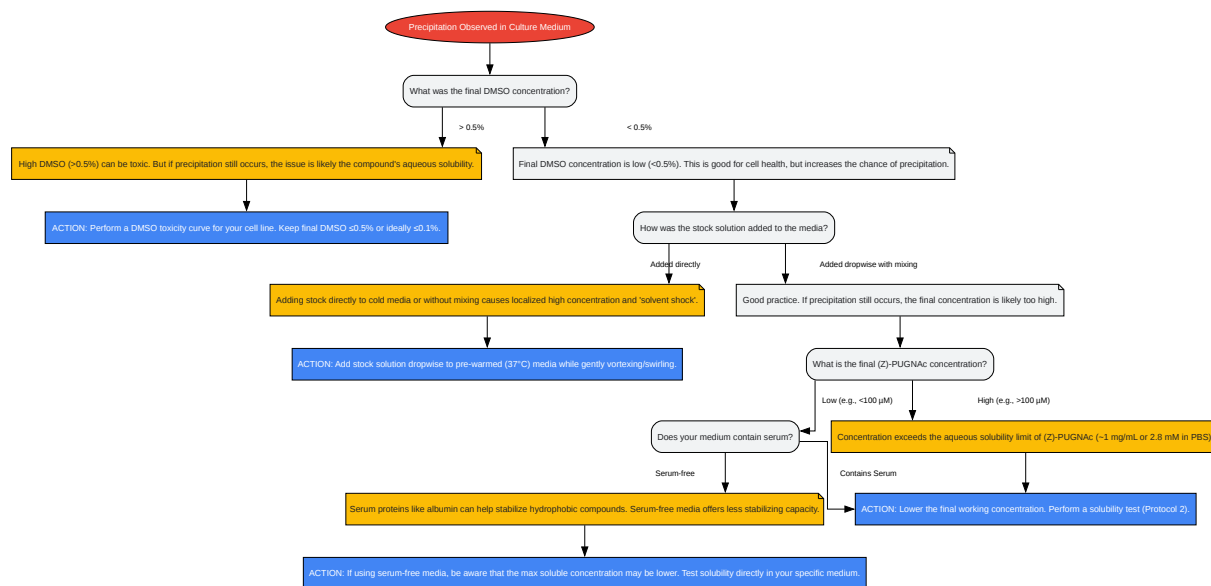 Precipitation Observed in Culture Medium
What was the final DMSO concentration?
> 0.5%
< 0.5%
High DMSO (>0.5%) can be toxic. But if precipitation still occurs, the issue is likely the compound's aqueous solubility.
Final DMSO concentration is low (<0.5%). This is good for cell health, but increases the chance of precipitation.
ACTION: Perform a DMSO toxicity curve for your cell line. Keep final DMSO ≤0.5% or ideally ≤0.1%.
How was the stock solution added to the media?
Added directly
Added dropwise with mixing
Adding stock directly to cold media or without mixing causes localized high concentration and 'solvent shock'.
Good practice. If precipitation still occurs, the final concentration is likely too high.
ACTION: Add stock solution dropwise to pre-warmed (37°C) media while gently vortexing/swirling.
What is the final (Z)-PUGNAc concentration?
Low (e.g., <100 µM)
High (e.g., >100 µM)
Does your medium contain serum?
Concentration exceeds the aqueous solubility limit of (Z)-PUGNAc (~1 mg/mL or 2.8 mM in PBS)
Serum-free
Contains Serum
Serum proteins like albumin can help stabilize hydrophobic compounds. Serum-free media offers less stabilizing capacity.
ACTION: Lower the final working concentration. Perform a solubility test (Protocol 2).
ACTION: If using serum-free media, be aware that the max soluble concentration may be lower. Test solubility directly in your specific medium.